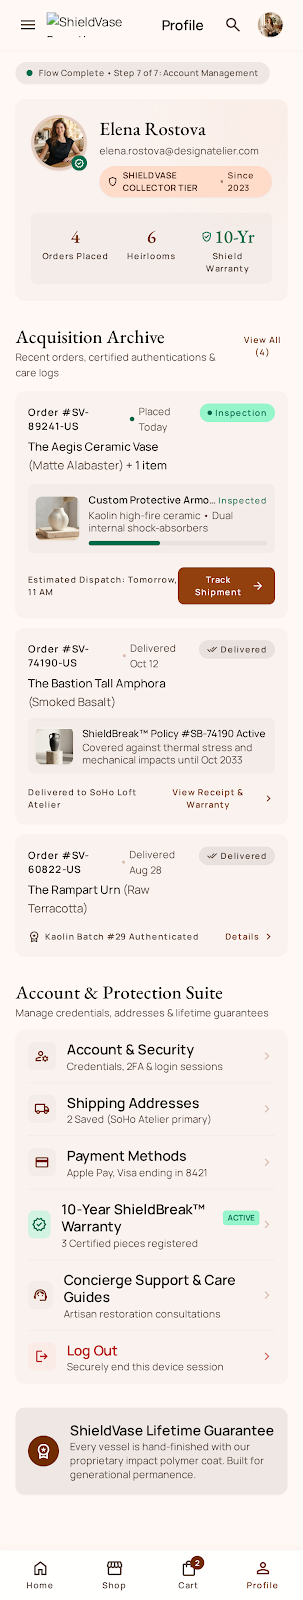 ShieldVase
Profile
Flow Complete • Step 7 of 7: Account Management
Elena Rostova
elena.rostova@designatelier.com
SHIELDVASE
COLLECTOR TIER
• Since
2023
4
Orders Placed
6
Heirlooms
10-Yr
Shield
Warranty
Acquisition Archive
View All
(4)
Recent orders, certified authentications &
care logs
Order #SV-
89241-US
Placed
Today
Inspection
The Aegis Ceramic Vase
(Matte Alabaster) + 1 item
Custom Protective Armo...
Inspected
Kaolin high-fire ceramic • Dual
internal shock-absorbers
Estimated Dispatch: Tomorrow,
11 AM
Track
Shipment
Order #SV-
74190-US
Delivered
Oct 12
Delivered
The Bastion Tall Amphora
(Smoked Basalt)
ShieldBreak™ Policy #SB-74190 Active
Covered against thermal stress and
mechanical impacts until Oct 2033
Delivered to SoHo Loft
Atelier
View Receipt &
Warranty
Order #SV-
60822-US
Delivered
Aug 28
Delivered
The Rampart Urn (Raw
Terracotta)
Kaolin Batch #29 Authenticated
Details
Account & Protection Suite
Manage credentials, addresses & lifetime guarantees
Account & Security
Credentials, 2FA & login sessions
Shipping Addresses
2 Saved (SoHo Atelier primary)
Payment Methods
Apple Pay, Visa ending in 8421
10-Year ShieldBreak™
Warranty
ACTIVE
3 Certified pieces registered
Concierge Support & Care
Guides
Artisan restoration consultations
Log Out
Securely end this device session
ShieldVase Lifetime Guarantee
Every vessel is hand-finished with our
proprietary impact polymer coat. Built for
generational permanence.
2
Home
Shop
Cart
Profile